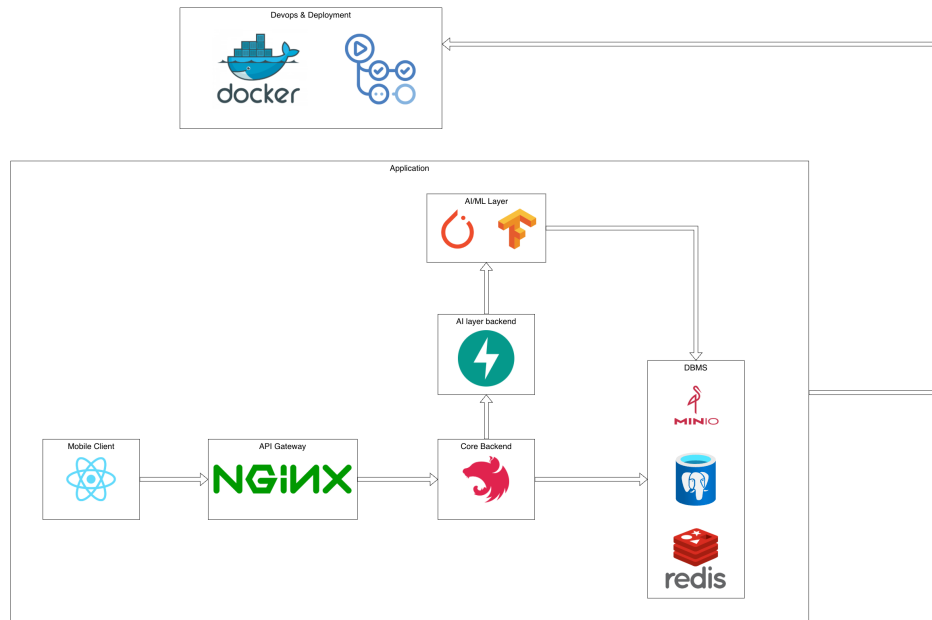 Devops & Deployment
docker
Application
AI/ML Layer
AI layer backend
DBMS
MINIO
Mobile Client
API Gateway
NGINX
Core Backend
redis